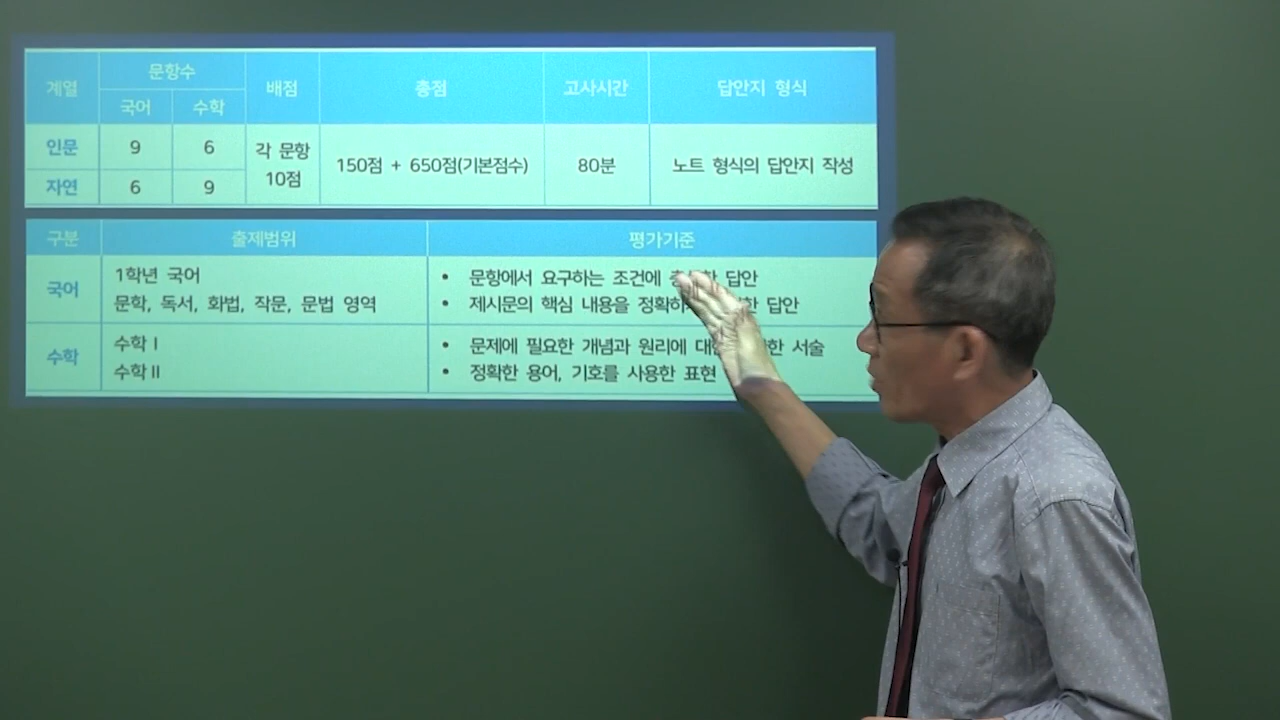 계열 문항수 배점 총점 고사시간 답안지 형식
국어 수학
인문 9 6 각 문항 10점 150점 + 650점(기본점수) 80분 노트 형식의 답안지 작성
자연 6 9
구분 출제범위 평가기준
국어 1학년 국어
문학, 독서, 화법, 작문, 문법 영역
• 문항에서 요구하는 조건에 답안
• 제시문의 핵심 내용을 답안
수학 수학Ⅰ
수학Ⅱ
• 문제에 필요한 개념과 원리에 서술
• 정확한 용어, 기호를 사용한 표현